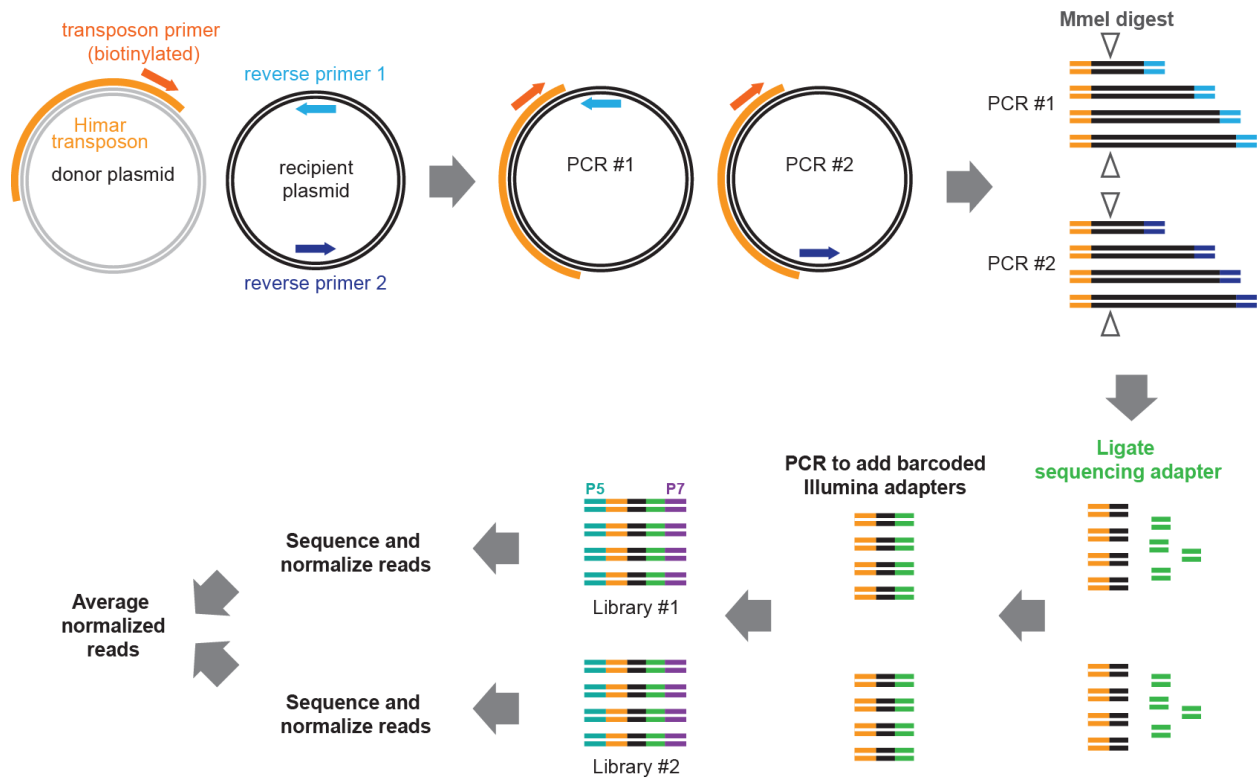 transposon primer
(biotinylated)
Himar
transposon
donor plasmid
reverse primer 1
recipient
plasmid
reverse primer 2
PCR #1
PCR #2
MmeI digest
PCR #1
PCR #2
Ligate
sequencing adapter
PCR to add barcoded
Illumina adapters
P5 P7
Library #1
Library #2
Sequence and
normalize reads
Sequence and
normalize reads
Average
normalized
reads